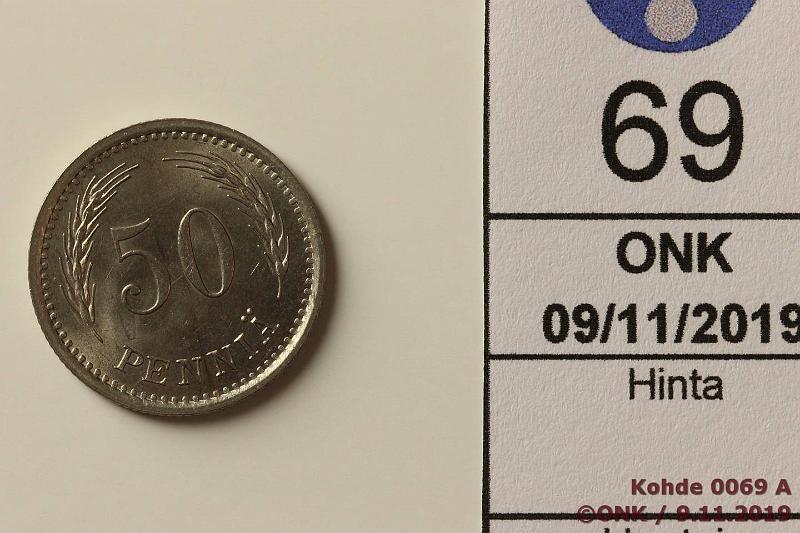 50
PENNIÄ
69
ONK
09/11/2019
Hinta
Kohde 0069 A
©ONK / 9.11.2019